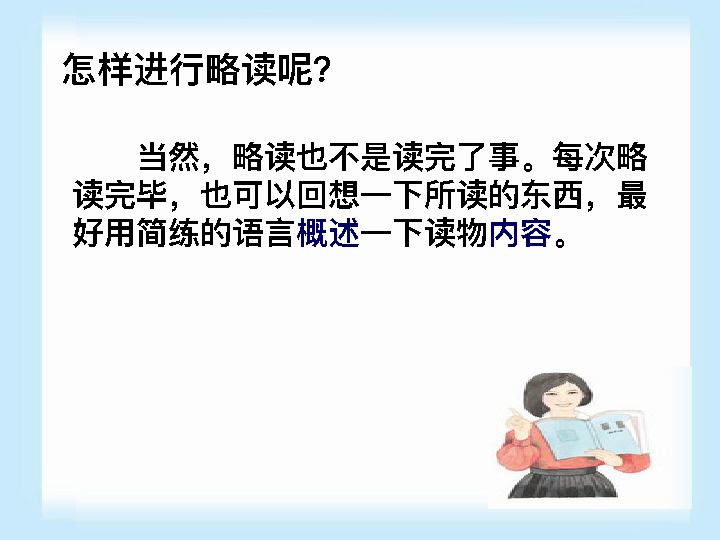 怎样进行略读呢?
当然，略读也不是读完了事。每次略
读完毕，也可以回想一下所读的东西，最
好用简练的语言概述一下读物内容。